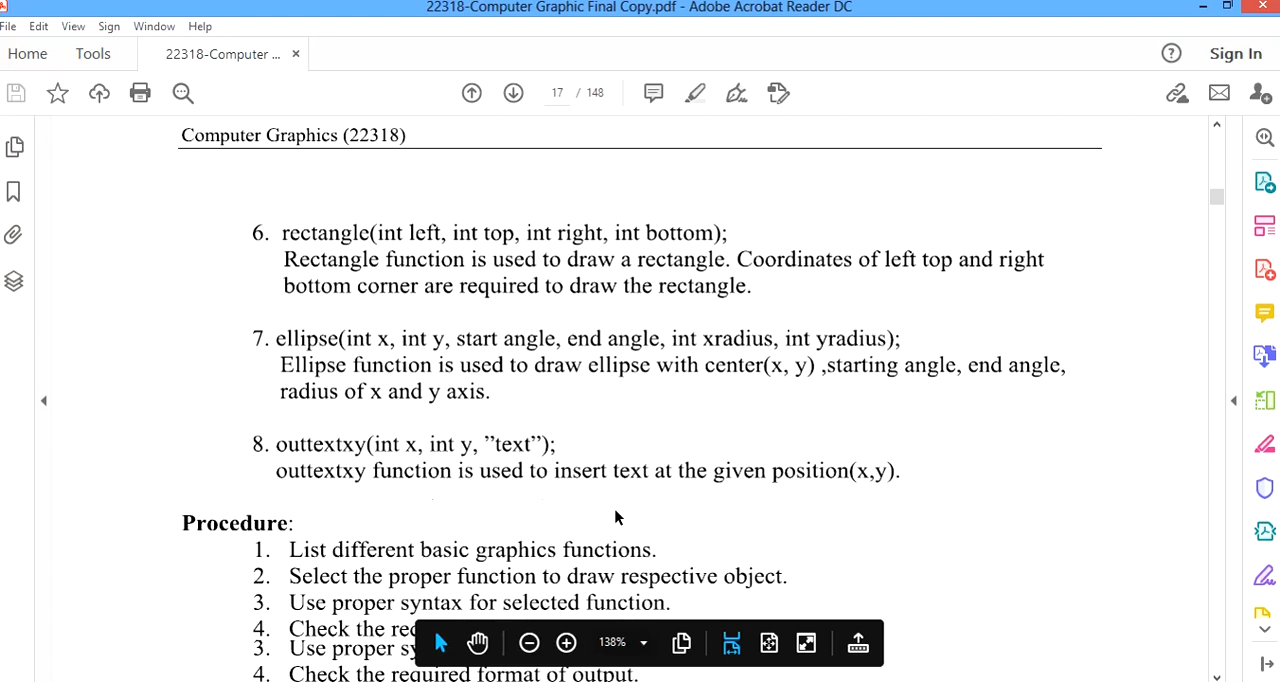 22318-Computer Graphic Final Copy.pdf - Adobe Acrobat Reader DC
File Edit View Sign Window Help
Home Tools 22318-Computer ... × Sign In
17 / 148
Computer Graphics (22318)
6. rectangle(int left, int top, int right, int bottom);
Rectangle function is used to draw a rectangle. Coordinates of left top and right
bottom corner are required to draw the rectangle.
7. ellipse(int x, int y, start angle, end angle, int xradius, int yradius);
Ellipse function is used to draw ellipse with center(x, y) ,starting angle, end angle,
radius of x and y axis.
8. outtextxy(int x, int y, ”text”);
outtextxy function is used to insert text at the given position(x,y).
Procedure:
1. List different basic graphics functions.
2. Select the proper function to draw respective object.
3. Use proper syntax for selected function.
4. Check the
3. Use proper
138%
4. Check the required format of output.